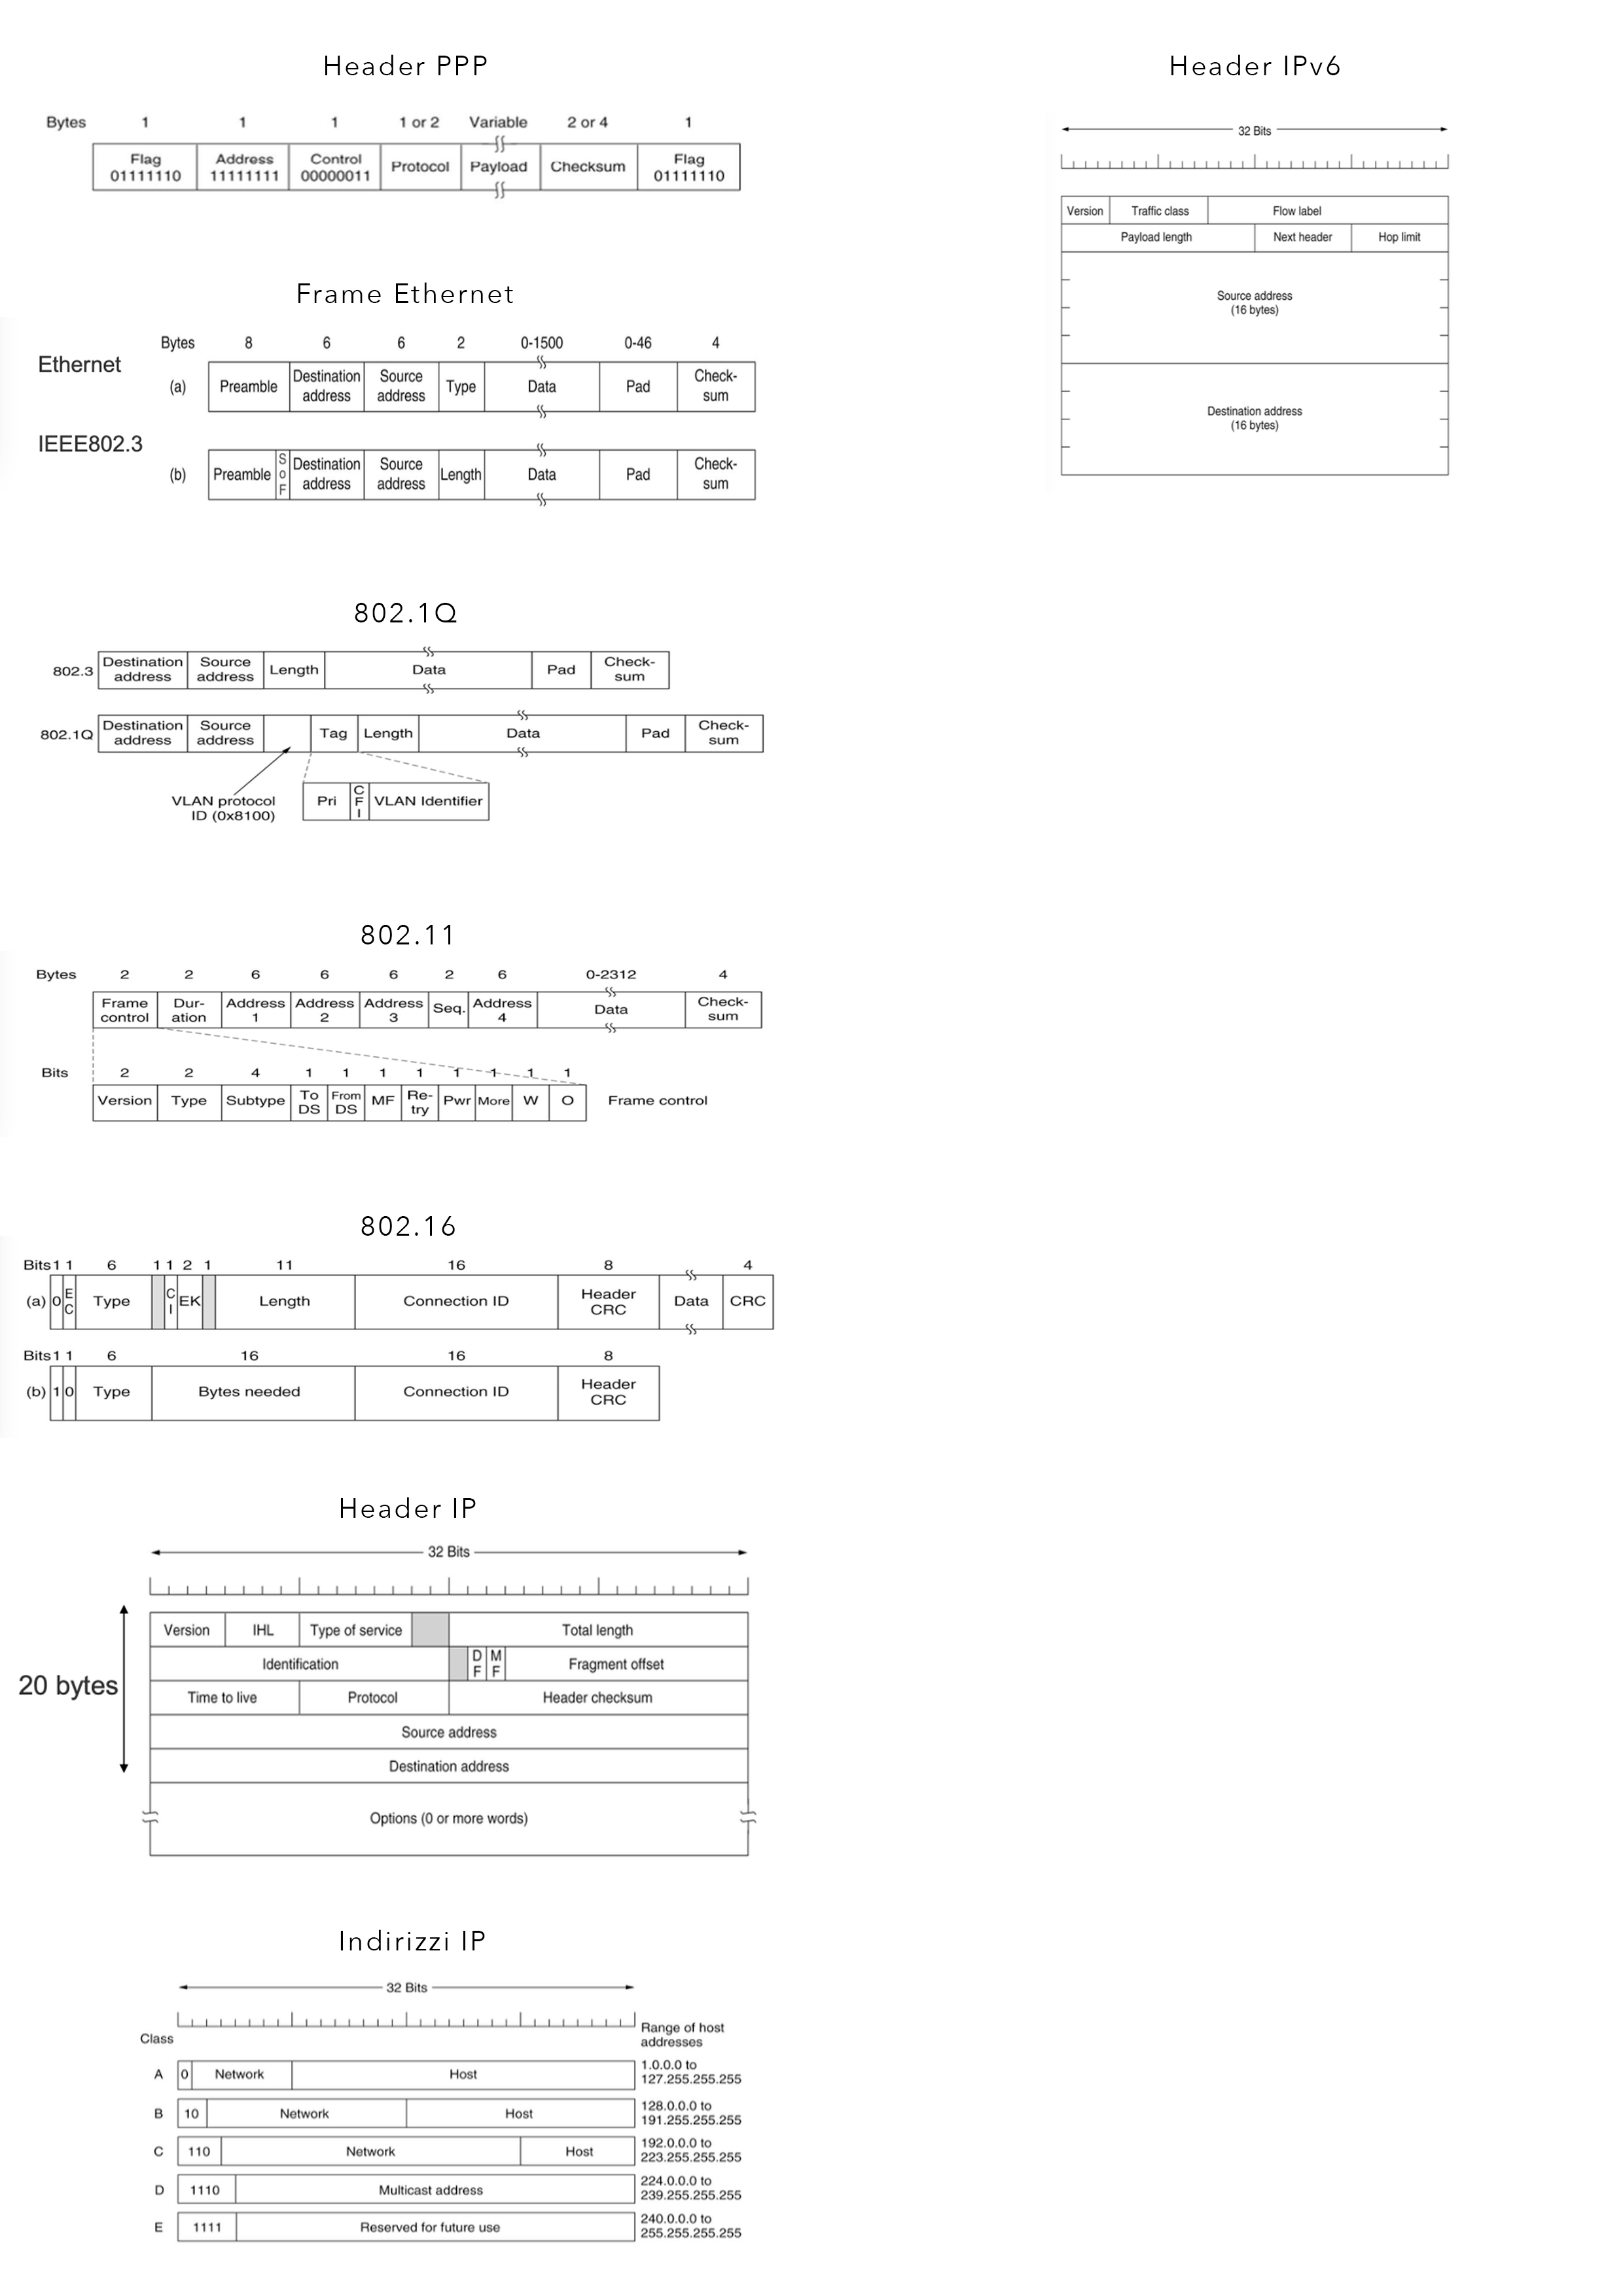 Header PPP
Bytes 1 1 1 1 or 2 Variable 2 or 4 1
Flag Address Control Protocol Payload Checksum Flag
01111110 11111111 00000011 01111110
Frame Ethernet
Bytes 8 6 6 2 0-1500 0-46 4
Ethernet
(a) Preamble Destination address Source address Type Data Pad Check-sum
IEEE802.3
(b) Preamble SoF Destination address Source address Length Data Pad Check-sum
802.1Q
802.3 Destination address Source address Length Data Pad Check-sum
802.1Q Destination address Source address Tag Length Data Pad Check-sum
VLAN protocol
ID (0x8100)
Pri CFI VLAN Identifier
802.11
Bytes 2 2 6 6 6 2 6 0-2312 4
Frame control Dur-ation Address 1 Address 2 Address 3 Seq. Address 4 Data Check-sum
Bits 2 2 4 1 1 1 1 1 1 1 1
Version Type Subtype To DS From DS MF Re-try Pwr More W O Frame control
802.16
Bits 1 1 6 1 1 2 1 11 16 8 4
(a) 0 EC Type CI EK Length Connection ID Header CRC Data CRC
Bits 1 1 6 16 16 8
(b) 1 0 Type Bytes needed Connection ID Header CRC
Header IP
32 Bits
20 bytes
Version IHL Type of service Total length
Identification DF MF Fragment offset
Time to live Protocol Header checksum
Source address
Destination address
Options (0 or more words)
Indirizzi IP
32 Bits
Class
Range of host
addresses
A 0 Network Host 1.0.0.0 to 127.255.255.255
B 10 Network Host 128.0.0.0 to 191.255.255.255
C 110 Network Host 192.0.0.0 to 223.255.255.255
D 1110 Multicast address 224.0.0.0 to 239.255.255.255
E 1111 Reserved for future use 240.0.0.0 to 255.255.255.255
Header IPv6
32 Bits
Version Traffic class Flow label
Payload length Next header Hop limit
Source address
(16 bytes)
Destination address
(16 bytes)